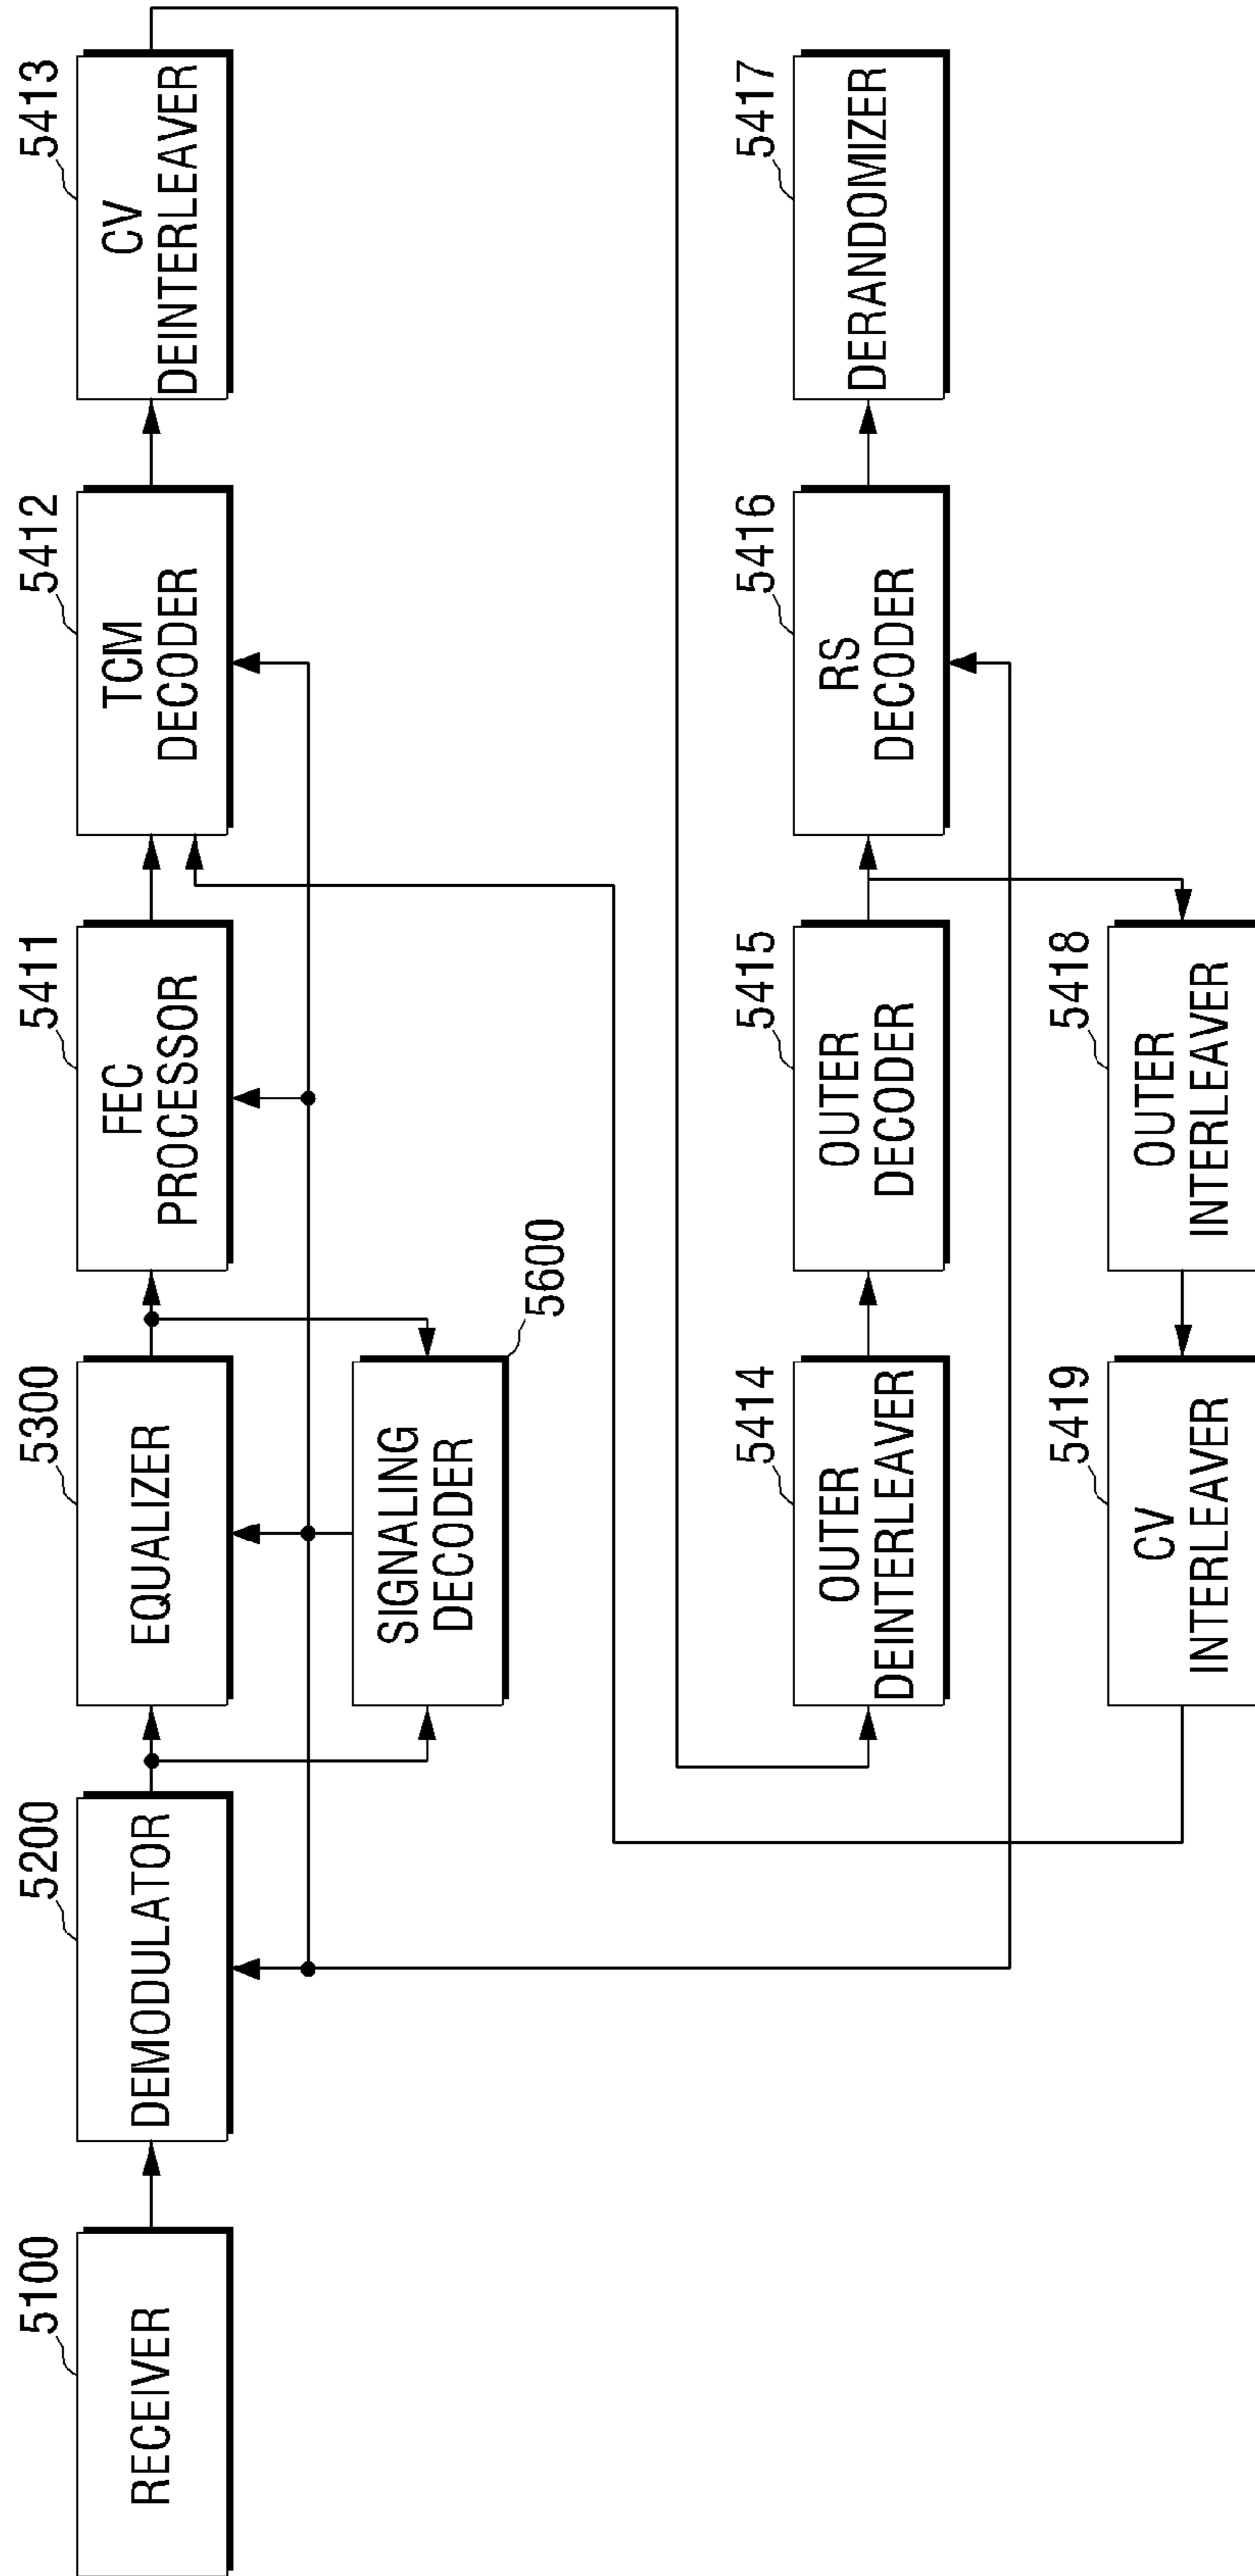 5100
RECEIVER
5200
DEMODULATOR
5300
EQUALIZER
5411
FEC
PROCESSOR
5412
TCM
DECODER
5413
CV
DEINTERLEAVER
SIGNALING
DECODER
5600
5414
OUTER
DEINTERLEAVER
5415
OUTER
DECODER
5416
RS
DECODER
5417
DERANDOMIZER
5419
CV
INTERLEAVER
5418
OUTER
INTERLEAVER